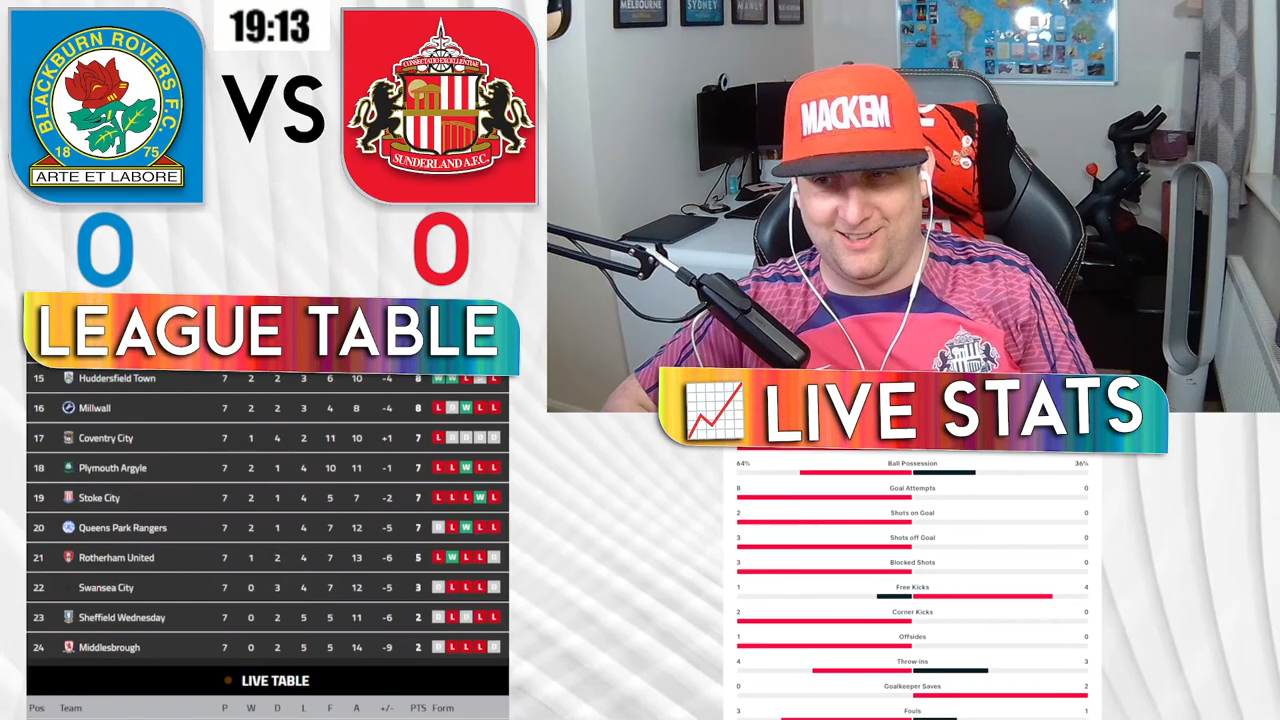 BLACKBURN ROVERS F.C.
18 75
ARTE ET LABORE
19:13
VS
CONSECTATIO EXCELLENTIAE
SUNDERLAND A.F.C.
0 0
LEAGUE TABLE
15 Huddersfield Town 7 2 2 3 6 10 -4 8 W W L D L
16 Millwall 7 2 2 3 4 8 -4 8 L D W L L
17 Coventry City 7 1 4 2 11 10 +1 7 L D D D D
18 Plymouth Argyle 7 2 1 4 10 11 -1 7 L L W L L
19 Stoke City 7 2 1 4 5 7 -2 7 L L L W L
20 Queens Park Rangers 7 2 1 4 7 12 -5 7 D L W L L
21 Rotherham United 7 1 2 4 7 13 -6 5 L W L L D
22 Swansea City 7 0 3 4 7 12 -5 3 D L L L D
23 Sheffield Wednesday 7 0 2 5 5 11 -6 2 D L D L L
24 Middlesbrough 7 0 2 5 5 14 -9 2 D L L L D
LIVE TABLE
Pos Team P W D L F A +/- PTS Form
MELBOURNE
SYDNEY
MANLY
MACKEM
LIVE STATS
64% Ball Possession 36%
8 Goal Attempts 0
2 Shots on Goal 0
3 Shots off Goal 0
3 Blocked Shots 0
1 Free Kicks 4
2 Corner Kicks 0
1 Offsides 0
4 Throw-ins 3
0 Goalkeeper Saves 2
3 Fouls 1